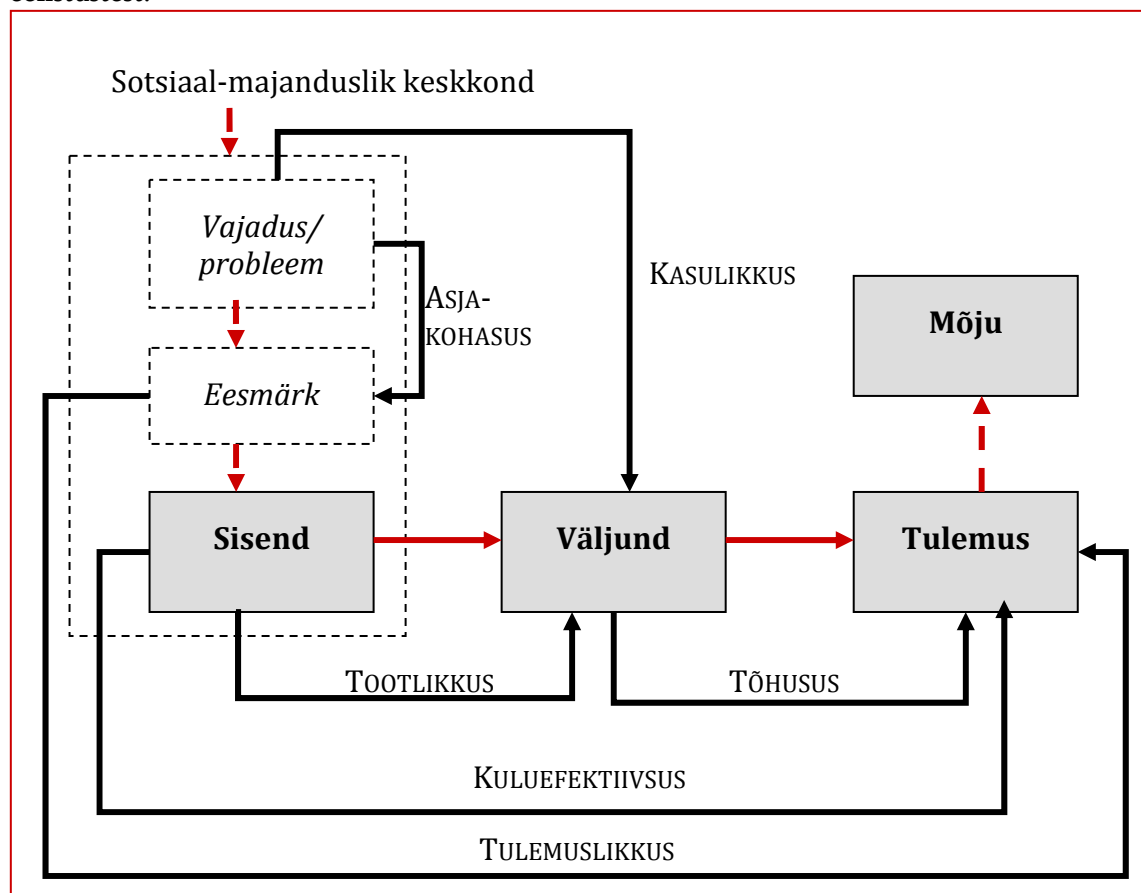 Sotsiaal-majanduslik keskkond
Vajadus/
probleem
ASJA-
KOHASUS
KASULIKKUS
Mõju
Eesmärk
Sisend
Väljund
Tulemus
TOOTLIKKUS
TÕHUSUS
KULUEFEKTIIVSUS
TULEMUSLIKKUS